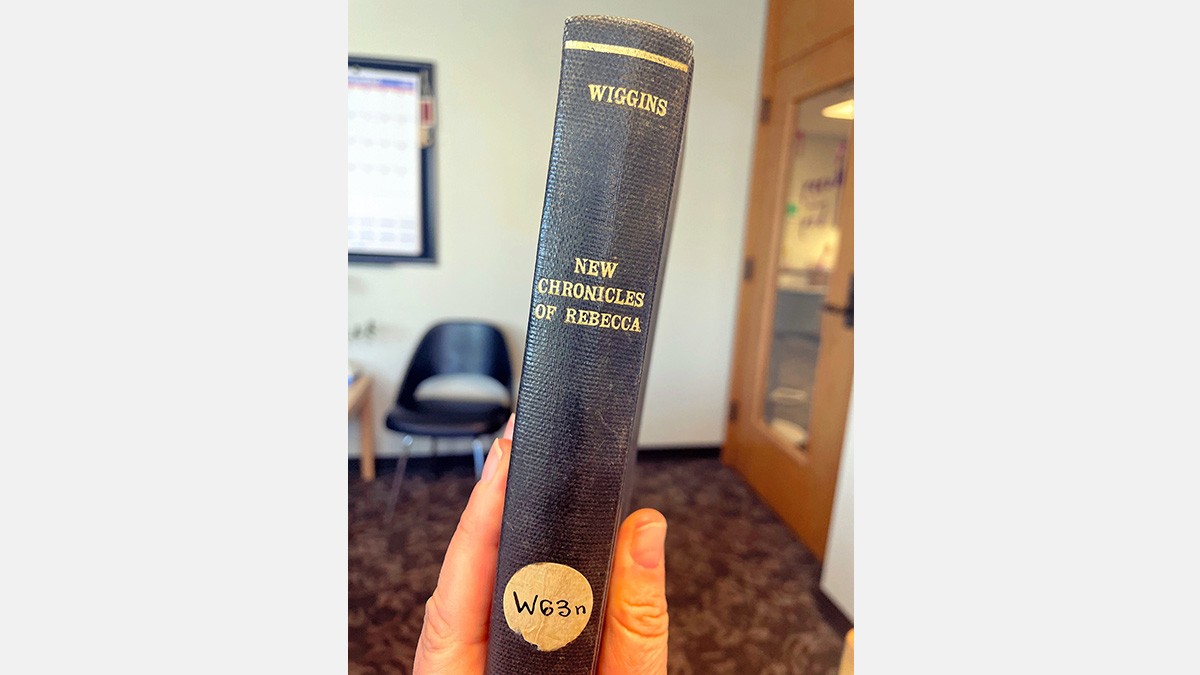 WIGGINS
NEW
CHRONICLES
OF REBECCA
W63n